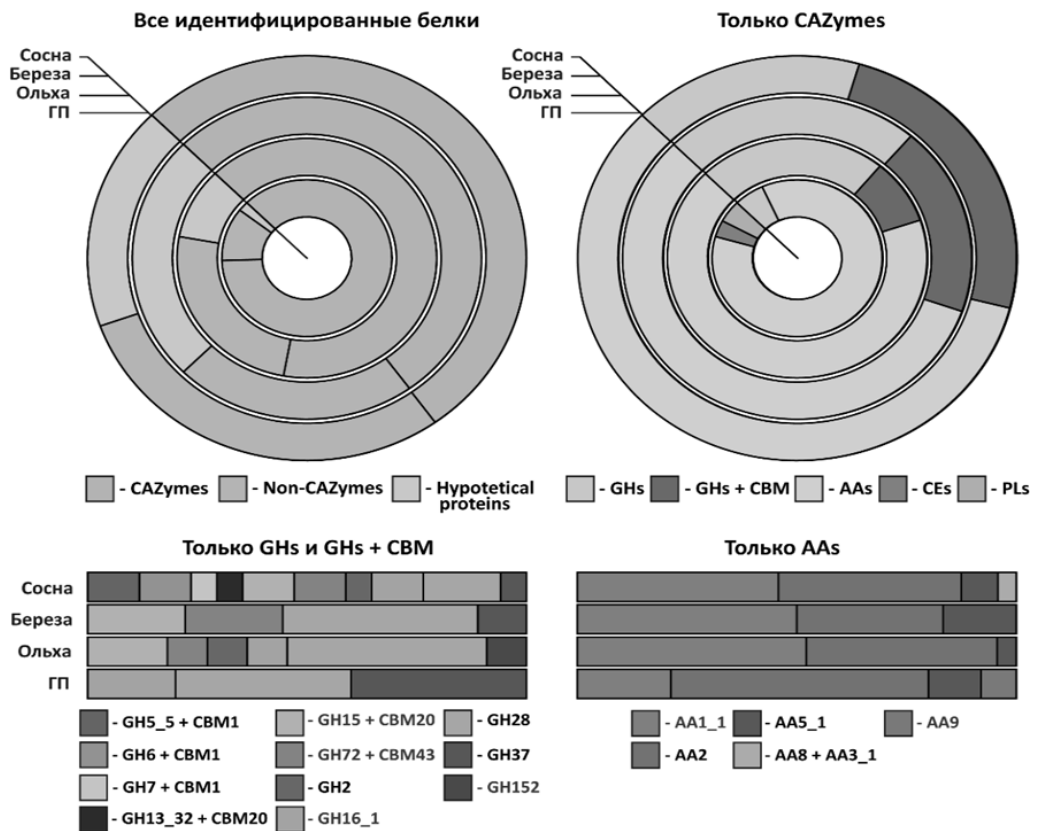 Все идентифицированные белки
Только CAZymes
Сосна
Береза
Ольха
ГП
Сосна
Береза
Ольха
ГП
- CAZymes
- Non-CAZymes
- Hypotetical
proteins
- GHs
- GHs + CBM
- AAs
- CEs
- PLs
Только GHs и GHs + CBM
Только AAs
Сосна
Береза
Ольха
ГП
- GH5_5 + CBM1
- GH15 + CBM20
- GH28
- GH6 + CBM1
- GH72 + CBM43
- GH37
- GH7 + CBM1
- GH2
- GH152
- GH13_32 + CBM20
- GH16_1
- AA1_1
- AA5_1
- AA9
- AA2
- AA8 + AA3_1